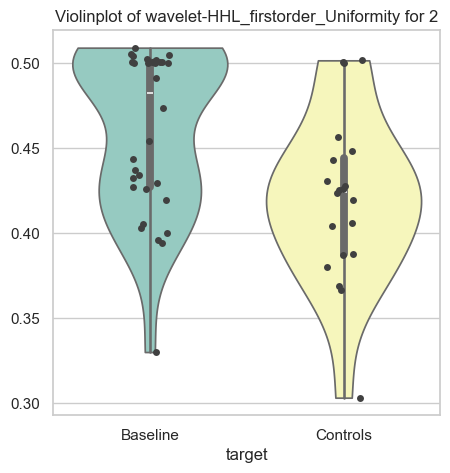 Violinplot of wavelet-HHL_firstorder_Uniformity for 2
0.50
0.45
0.40
0.35
0.30
Baseline
Controls
target